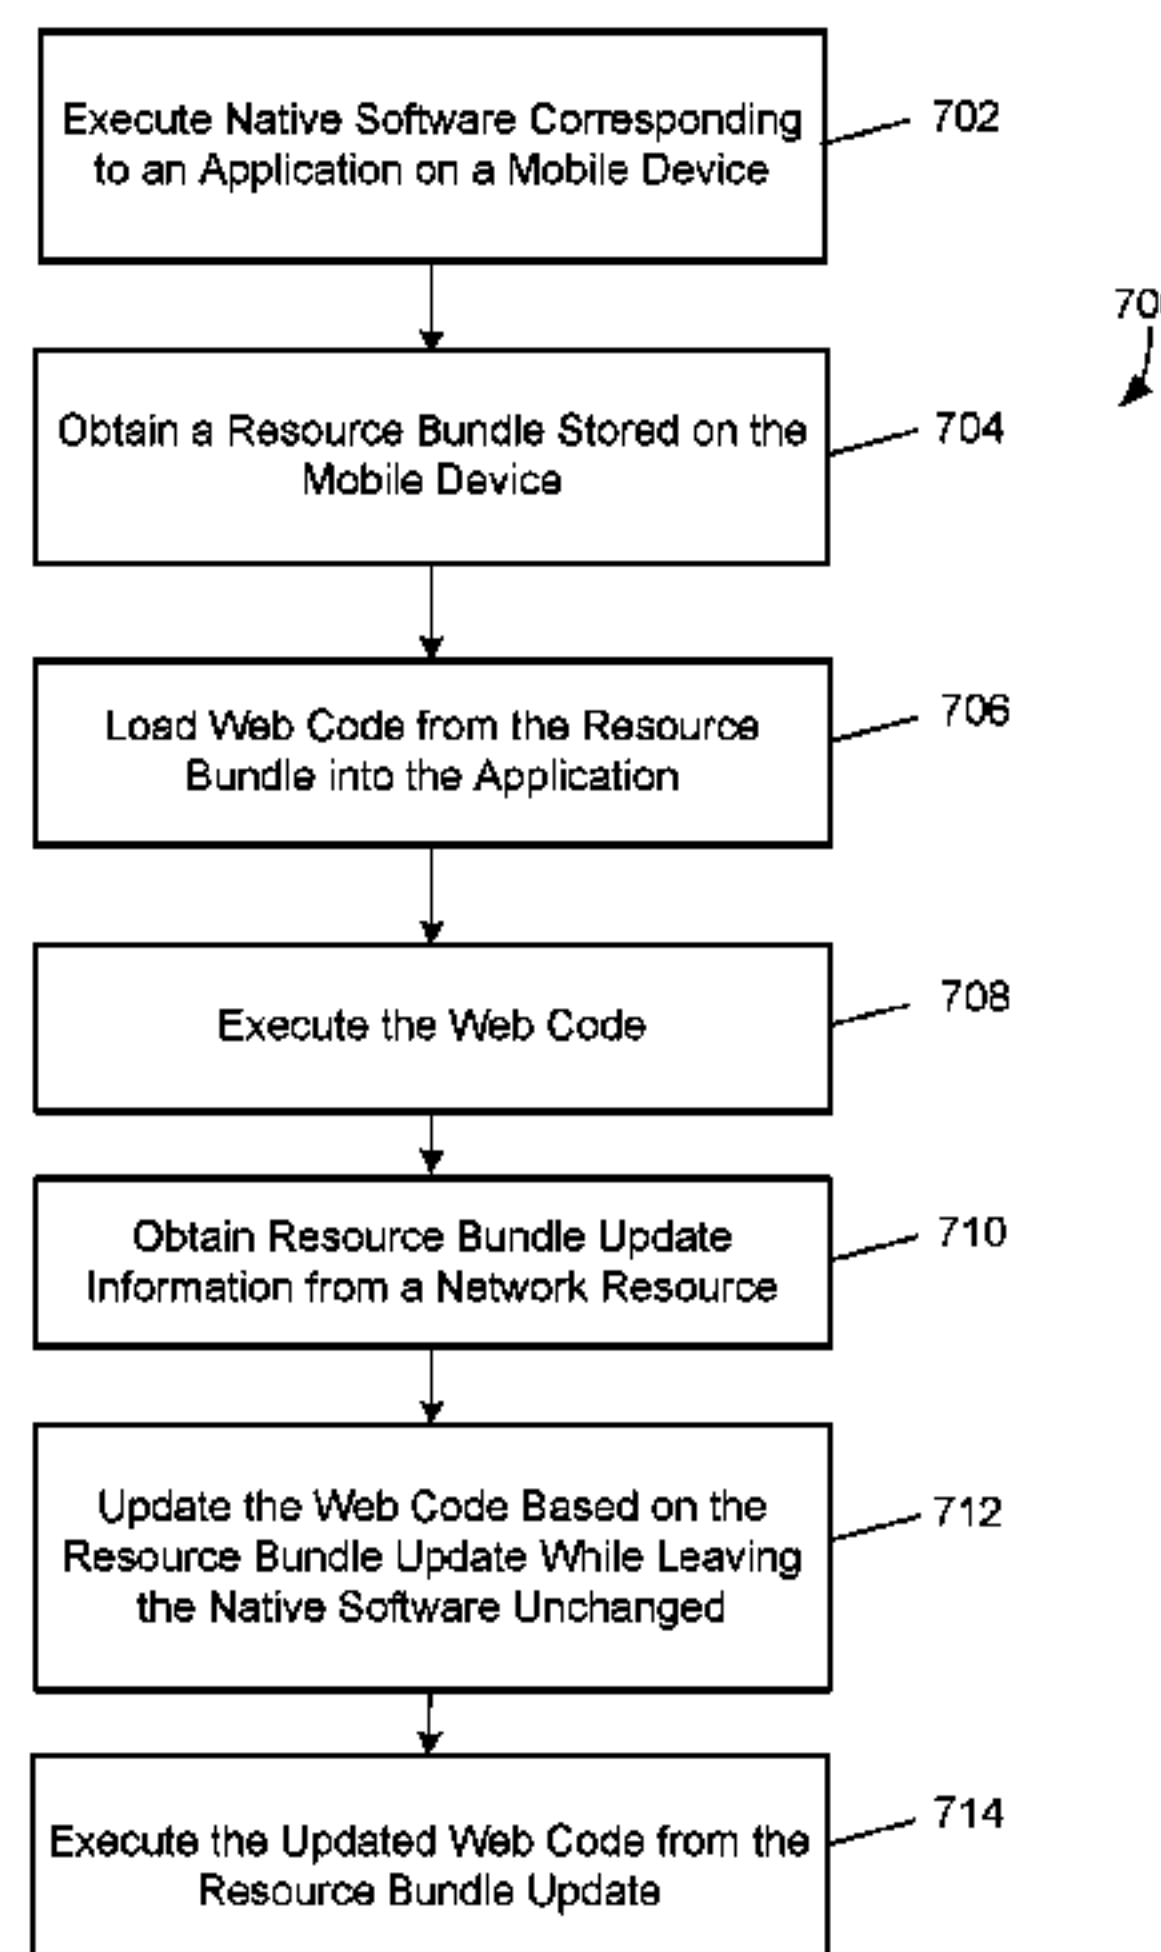 Execute Native Software Corresponding
to an Application on a Mobile Device
702
70
Obtain a Resource Bundle Stored on the
Mobile Device
704
Load Web Code from the Resource
Bundle into the Application
706
Execute the Web Code
708
Obtain Resource Bundle Update
Information from a Network Resource
710
Update the Web Code Based on the
Resource Bundle Update While Leaving
the Native Software Unchanged
712
Execute the Updated Web Code from the
Resource Bundle Update
714